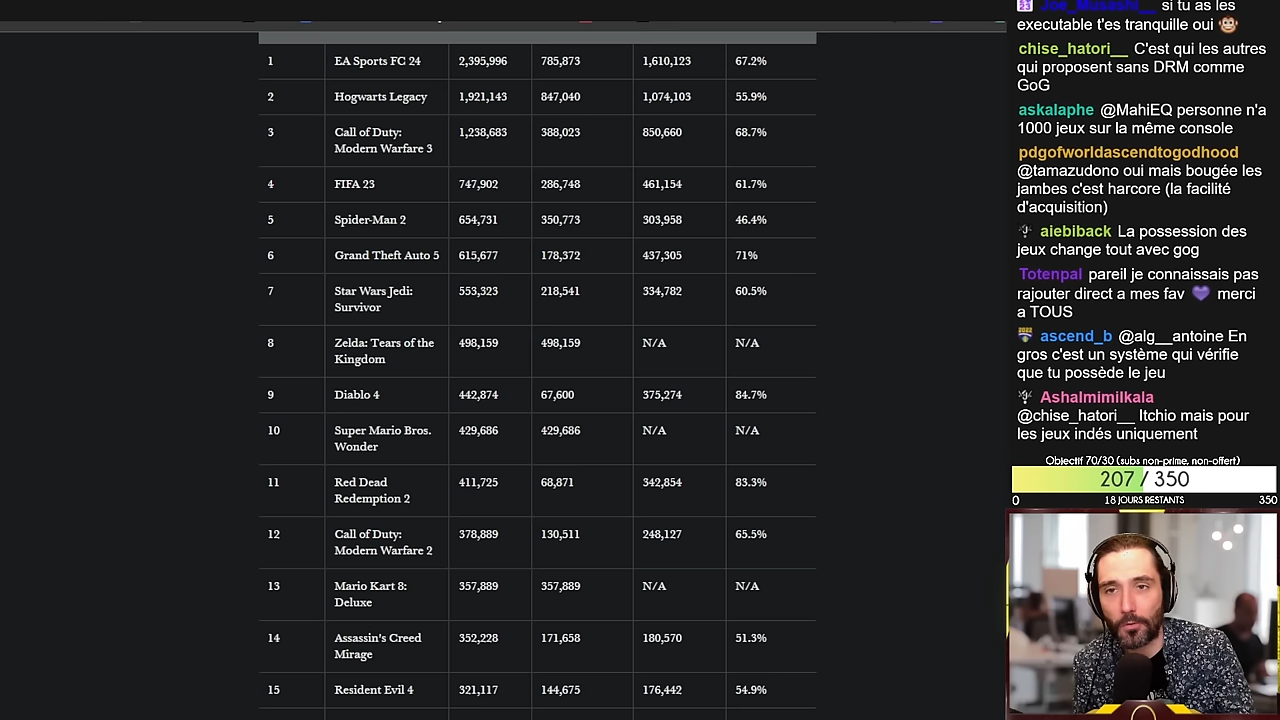 1 EA Sports FC 24 2,395,996 785,873 1,610,123 67.2%
2 Hogwarts Legacy 1,921,143 847,040 1,074,103 55.9%
3 Call of Duty: 1,238,683 388,023 850,660 68.7%
Modern Warfare 3
4 FIFA 23 747,902 286,748 461,154 61.7%
5 Spider-Man 2 654,731 350,773 303,958 46.4%
6 Grand Theft Auto 5 615,677 178,372 437,305 71%
7 Star Wars Jedi: 553,323 218,541 334,782 60.5%
Survivor
8 Zelda: Tears of the 498,159 498,159 N/A N/A
Kingdom
9 Diablo 4 442,874 67,600 375,274 84.7%
10 Super Mario Bros. 429,686 429,686 N/A N/A
Wonder
11 Red Dead 411,725 68,871 342,854 83.3%
Redemption 2
12 Call of Duty: 378,889 130,511 248,127 65.5%
Modern Warfare 2
13 Mario Kart 8: 357,889 357,889 N/A N/A
Deluxe
14 Assassin's Creed 352,228 171,658 180,570 51.3%
Mirage
15 Resident Evil 4 321,117 144,675 176,442 54.9%
Joe_Musashi__ si tu as les
executable t'es tranquille oui
chise_hatori__ C'est qui les autres
qui proposent sans DRM comme
GoG
askalaphe @MahiEQ personne n'a
1000 jeux sur la même console
pdgofworldascendtogodhood
@tamazudono oui mais bougée les
jambes c'est harcore (la facilité
d'acquisition)
aiebiback La possession des
jeux change tout avec gog
Totenpal pareil je connaissais pas
rajouter direct a mes fav merci
a TOUS
ascend_b @alg__antoine En
gros c'est un système qui vérifie
que tu possède le jeu
Ashalmimilkala
@chise_hatori__ Itchio mais pour
les jeux indés uniquement
Objectif 70/30 (subs non-prime, non-offert)
207 / 350
0 18 JOURS RESTANTS 350